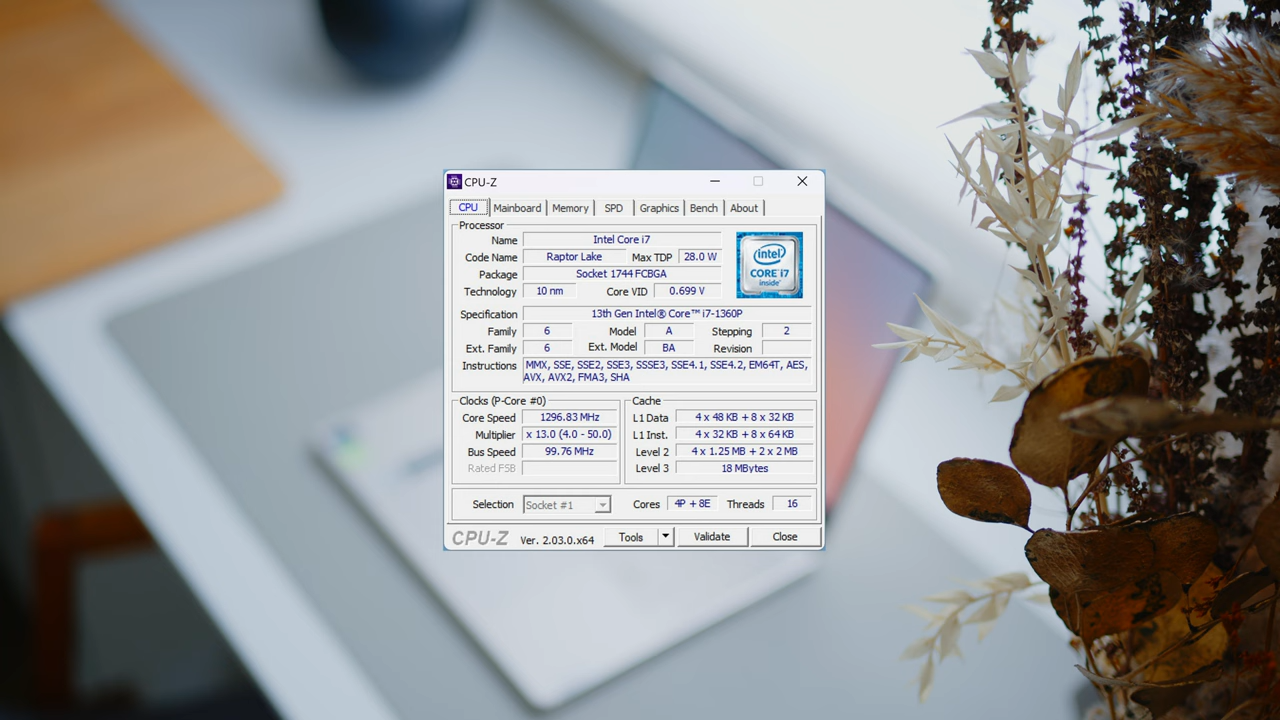 CPU-Z
CPU Mainboard Memory SPD Graphics Bench About
Processor
Name Intel Core i7
Code Name Raptor Lake Max TDP 28.0 W
Package Socket 1744 FCBGA
Technology 10 nm Core VID 0.699 V
intel
CORE i7
inside
Specification 13th Gen Intel® Core™ i7-1360P
Family 6 Model A Stepping 2
Ext. Family 6 Ext. Model BA Revision
Instructions MMX, SSE, SSE2, SSE3, SSSE3, SSE4.1, SSE4.2, EM64T, AES,
AVX, AVX2, FMA3, SHA
Clocks (P-Core #0)
Core Speed 1296.83 MHz
Multiplier x 13.0 (4.0 - 50.0)
Bus Speed 99.76 MHz
Rated FSB
Cache
L1 Data 4 x 48 KB + 8 x 32 KB
L1 Inst. 4 x 32 KB + 8 x 64 KB
Level 2 4 x 1.25 MB + 2 x 2 MB
Level 3 18 MBytes
Selection Socket #1 Cores 4P + 8E Threads 16
CPU-Z Ver. 2.03.0.x64 Tools Validate Close